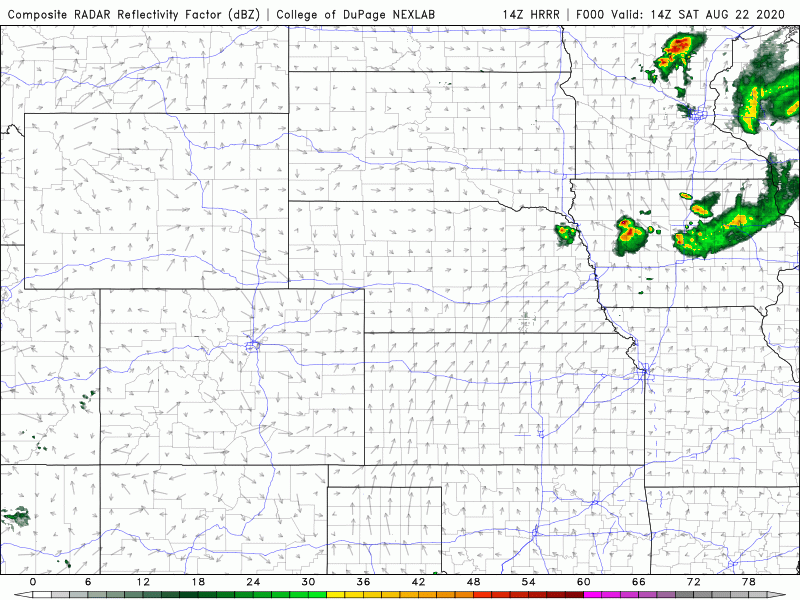 Composite RADAR Reflectivity Factor (dBZ) | College of DuPage NEXLAB 14Z HRRR | F000 Valid: 14Z SAT AUG 22 2020
0 6 12 18 24 30 36 42 48 54 60 66 72 78